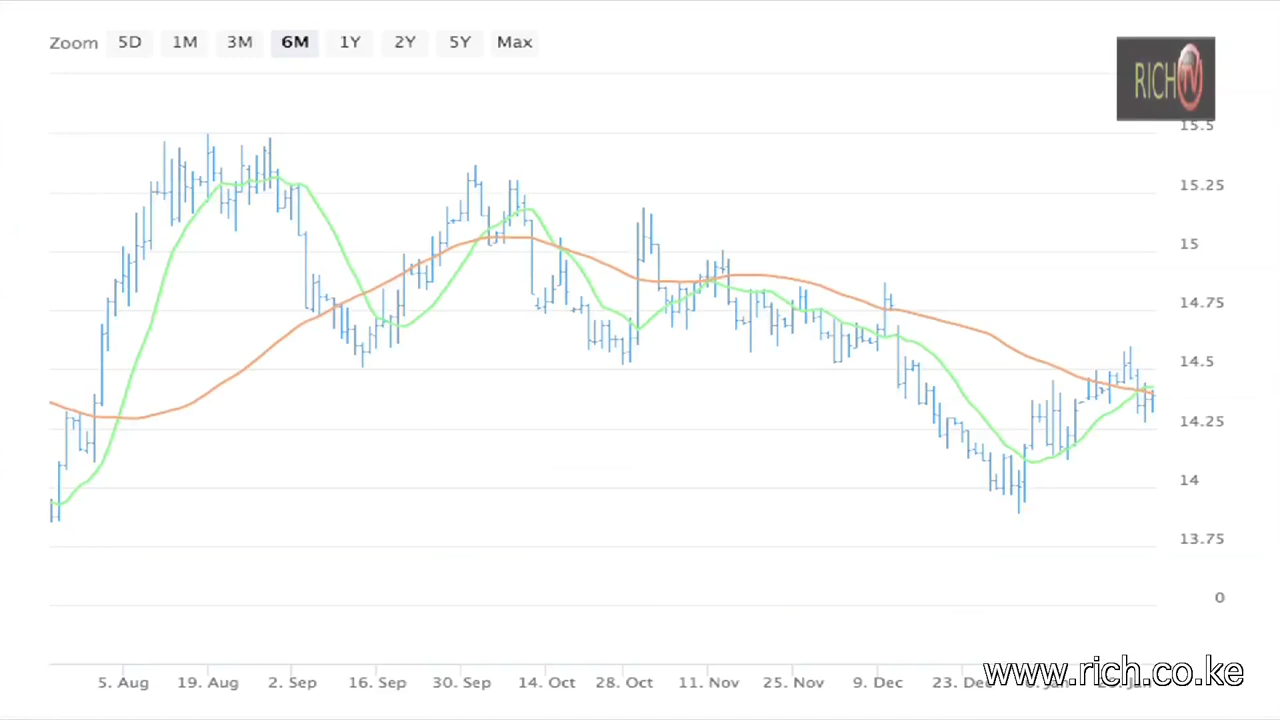 Zoom 5D 1M 3M 6M 1Y 2Y 5Y Max
RICH TV
15.5
15.25
15
14.75
14.5
14.25
14
13.75
0
5. Aug 19. Aug 2. Sep 16. Sep 30. Sep 14. Oct 28. Oct 11. Nov 25. Nov 9. Dec 23. Dec
www.rich.co.ke